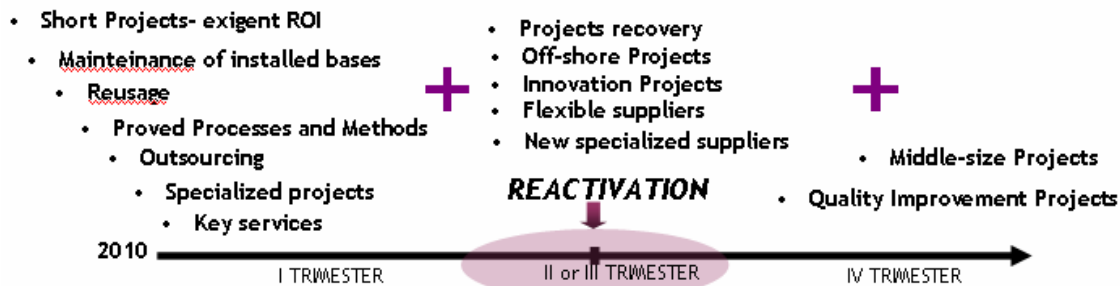 • Short Projects- exigent ROI
• Mainteinance of installed bases
• Reusage
• Proved Processes and Methods
• Outsourcing
• Specialized projects
• Key services
+
• Projects recovery
• Off-shore Projects
• Innovation Projects
• Flexible suppliers
• New specialized suppliers
REACTIVATION
+
• Middle-size Projects
• Quality Improvement Projects
2010
I TRIMESTER
II or III TRIMESTER
IV TRIMESTER